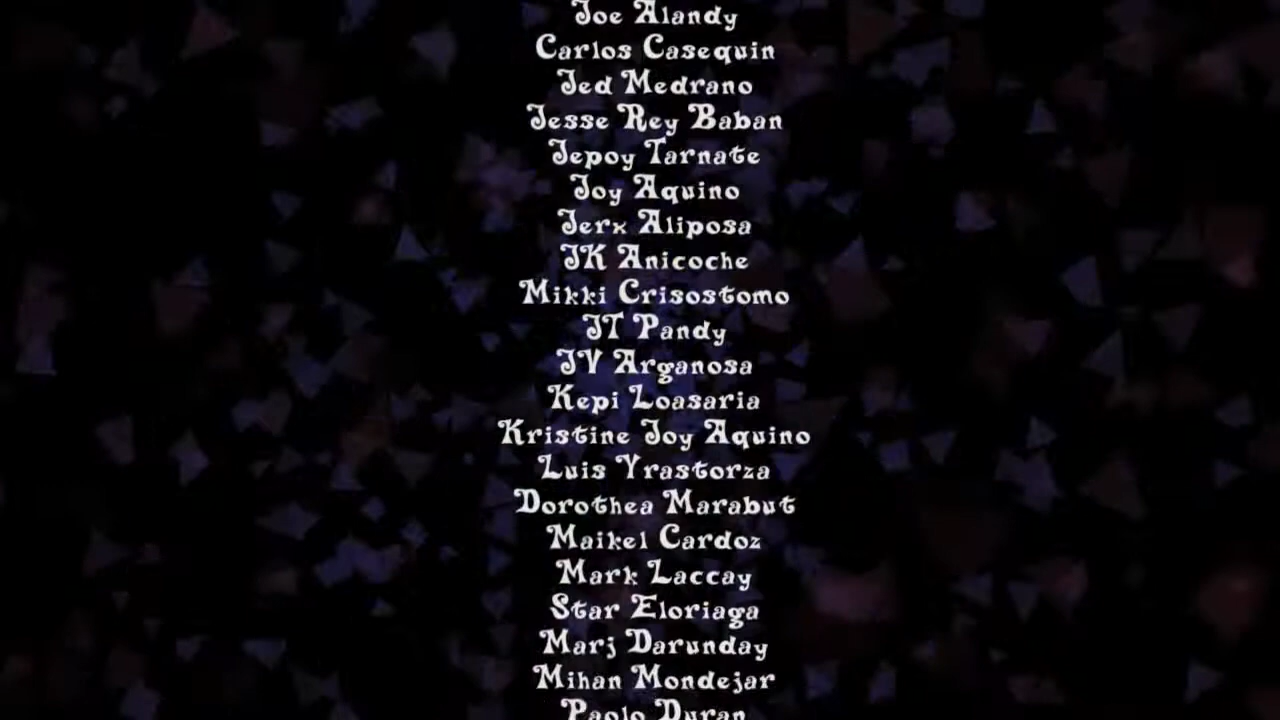 Joe Alandy
Carlos Casequin
Jed Medrano
Jesse Rey Baban
Jepoy Tarnate
Joy Aquino
Jerx Aliposa
JK Anicoche
Mikki Crisostomo
JT Pandy
JV Arganosa
Kepi Loasaria
Kristine Joy Aquino
Luis Yrastorza
Dorothea Marabut
Maikel Cardoz
Mark Laccay
Star Eloriaga
Marj Darunday
Mihan Mondejar
Paolo Duran